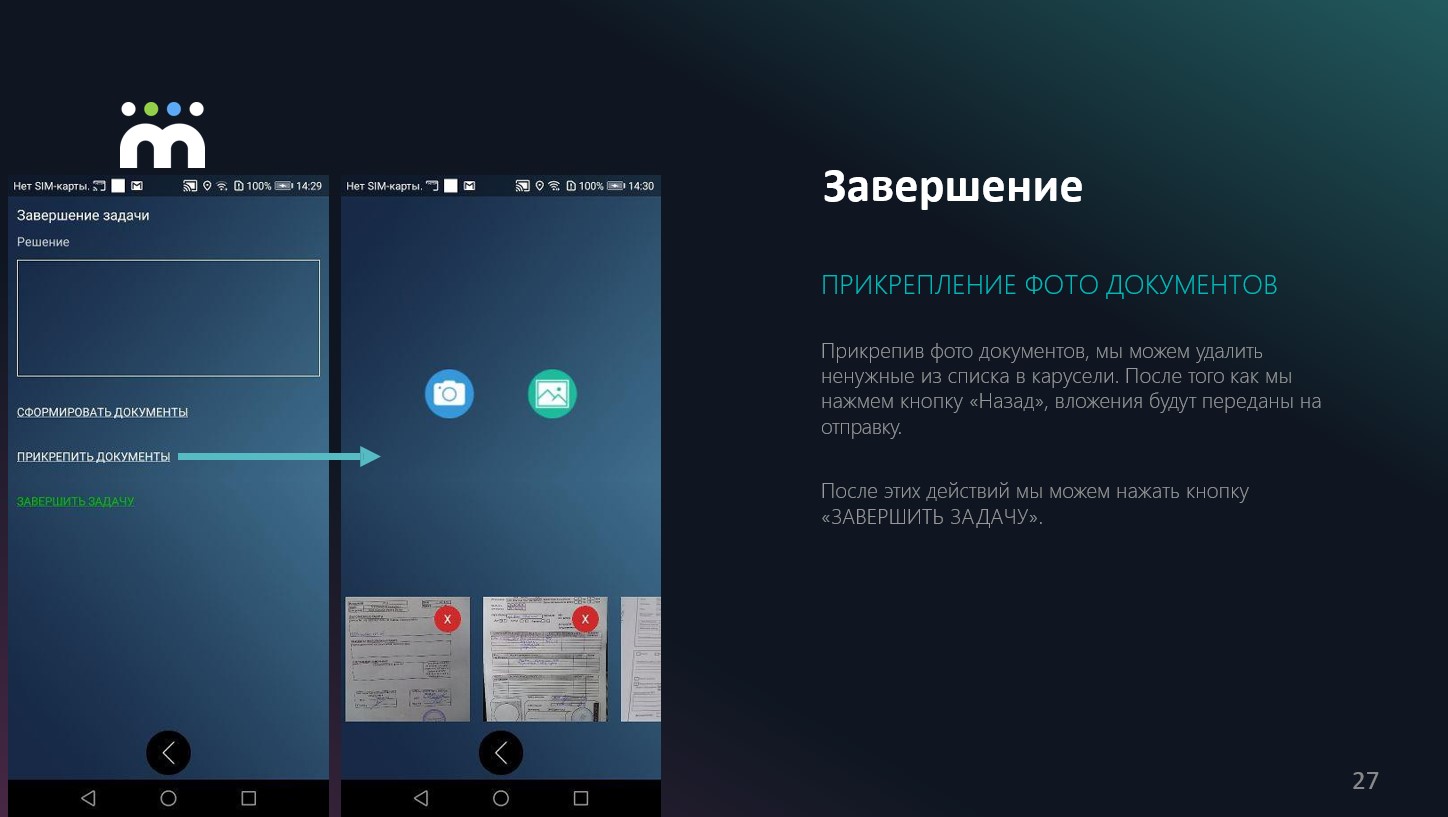 Нет SIM-карты.
100%
14:29
Завершение задачи
Решение
СФОРМИРОВАТЬ ДОКУМЕНТЫ
ПРИКРЕПИТЬ ДОКУМЕНТЫ
ЗАВЕРШИТЬ ЗАДАЧУ
Нет SIM-карты.
100%
14:30
X
X
Завершение
ПРИКРЕПЛЕНИЕ ФОТО ДОКУМЕНТОВ
Прикрепив фото документов, мы можем удалить
ненужные из списка в карусели. После того как мы
нажмем кнопку «Назад», вложения будут переданы на
отправку.
После этих действий мы можем нажать кнопку
«ЗАВЕРШИТЬ ЗАДАЧУ».
27